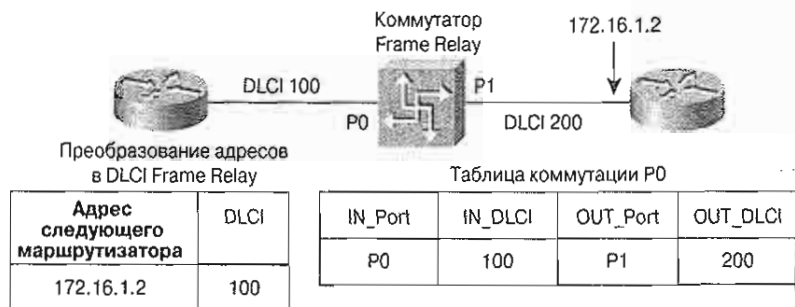 Коммутатор
Frame Relay
172.16.1.2
DLCI 100
P1
P0
DLCI 200
Преобразование адресов
в DLCI Frame Relay
Таблица коммутации P0
Адрес
следующего
маршрутизатора
DLCI
172.16.1.2
100
IN_Port
IN_DLCI
OUT_Port
OUT_DLCI
P0
100
P1
200